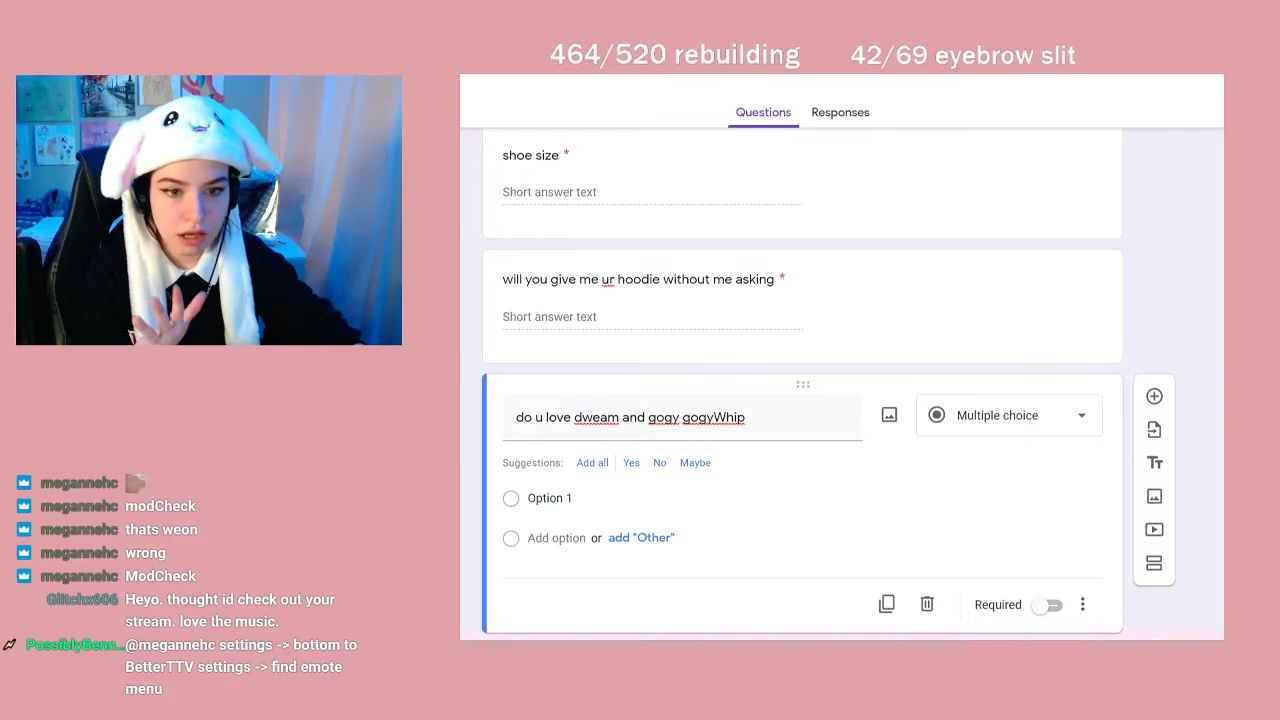 464/520 rebuilding
42/69 eyebrow slit
Questions
Responses
shoe size *
Short answer text
will you give me ur hoodie without me asking *
Short answer text
do u love dweam and gogy gogyWhip
Multiple choice
Suggestions:
Add all
Yes
No
Maybe
Option 1
Add option or add "Other"
Required
megannehc
megannehc modCheck
megannehc thats weon
megannehc wrong
megannehc ModCheck
Glitchx606 Heyo. thought id check out your
stream. love the music.
PossiblyBenn... @megannehc settings -> bottom to
BetterTTV settings -> find emote
menu